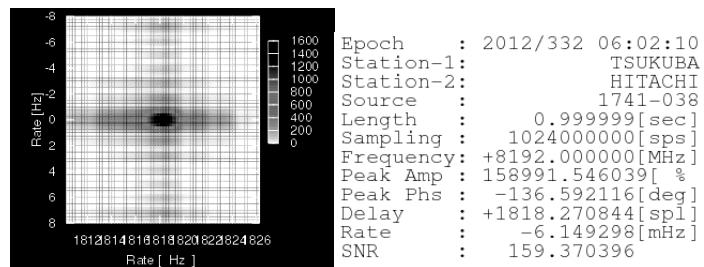 -8
-6
-4
-2
0
2
4
6
8
Rate [Hz]
1812 1814 1816 1818 1820 1822 1824 1826
Rate [ Hz ]
1600
1400
1200
1000
800
600
400
200
0
Epoch : 2012/332 06:02:10
Station-1: TSUKUBA
Station-2: HITACHI
Source : 1741-038
Length : 0.999999[sec]
Sampling : 1024000000[sps]
Frequency: +8192.000000[MHz]
Peak Amp : 158991.546039[ %
Peak Phs : -136.592116[deg]
Delay : +1818.270844[spl]
Rate : -6.149298[mHz]
SNR : 159.370396